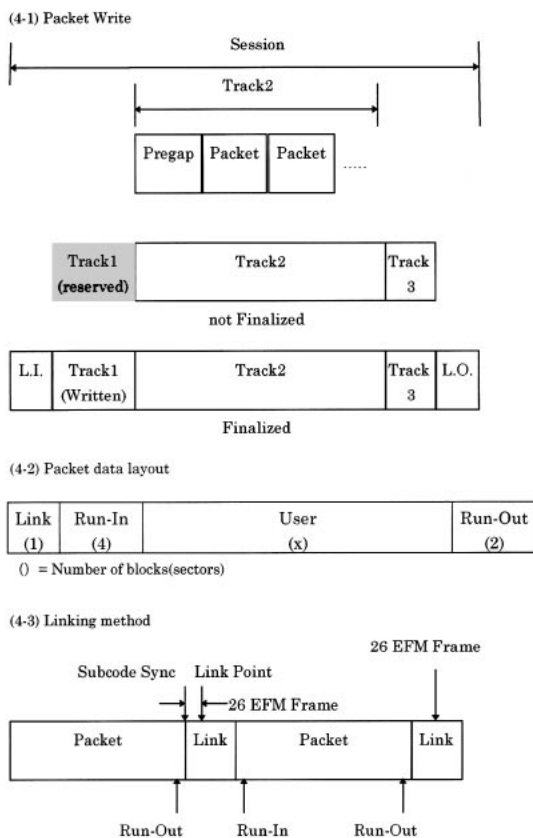 (4-1) Packet Write
Session
Track2
Pregap Packet Packet .....
Track1 Track2 Track
(reserved) 3
not Finalized
L.I. Track1 Track2 Track L.O.
(Written) 3
Finalized
(4-2) Packet data layout
Link Run-In User Run-Out
(1) (4) (x) (2)
() = Number of blocks(sectors)
(4-3) Linking method
26 EFM Frame
Subcode Sync Link Point
26 EFM Frame
Packet Link Packet Link
Run-Out Run-In Run-Out